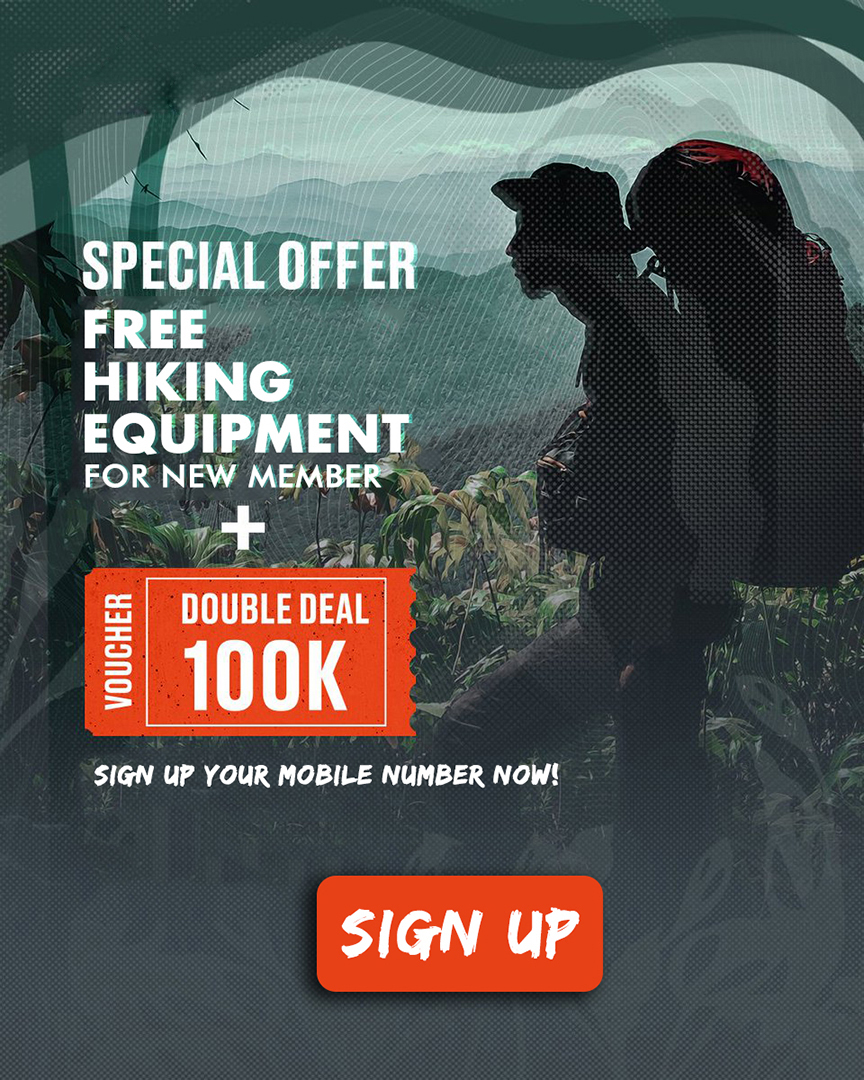 SPECIAL OFFER
FREE
HIKING
EQUIPMENT
FOR NEW MEMBER
+
VOUCHER
DOUBLE DEAL
100K
SIGN UP YOUR MOBILE NUMBER NOW!
SIGN UP